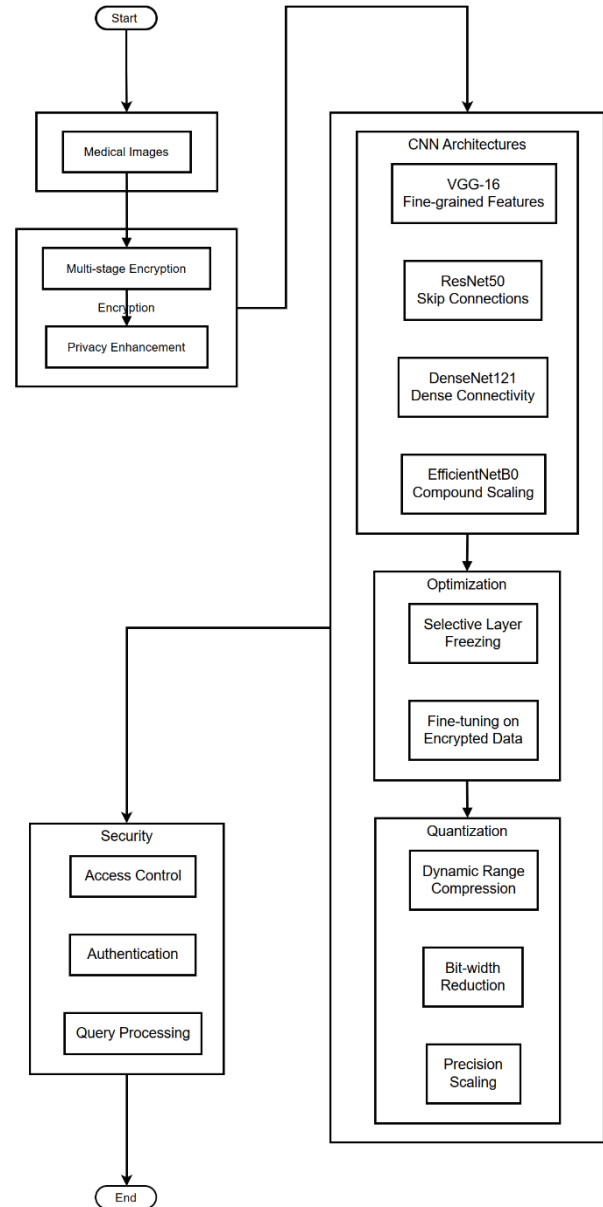 Start
Medical Images
Multi-stage Encryption
Encryption
Privacy Enhancement
CNN Architectures
VGG-16
Fine-grained Features
ResNet50
Skip Connections
DenseNet121
Dense Connectivity
EfficientNetB0
Compound Scaling
Optimization
Selective Layer
Freezing
Fine-tuning on
Encrypted Data
Quantization
Dynamic Range
Compression
Bit-width
Reduction
Precision
Scaling
Security
Access Control
Authentication
Query Processing
End